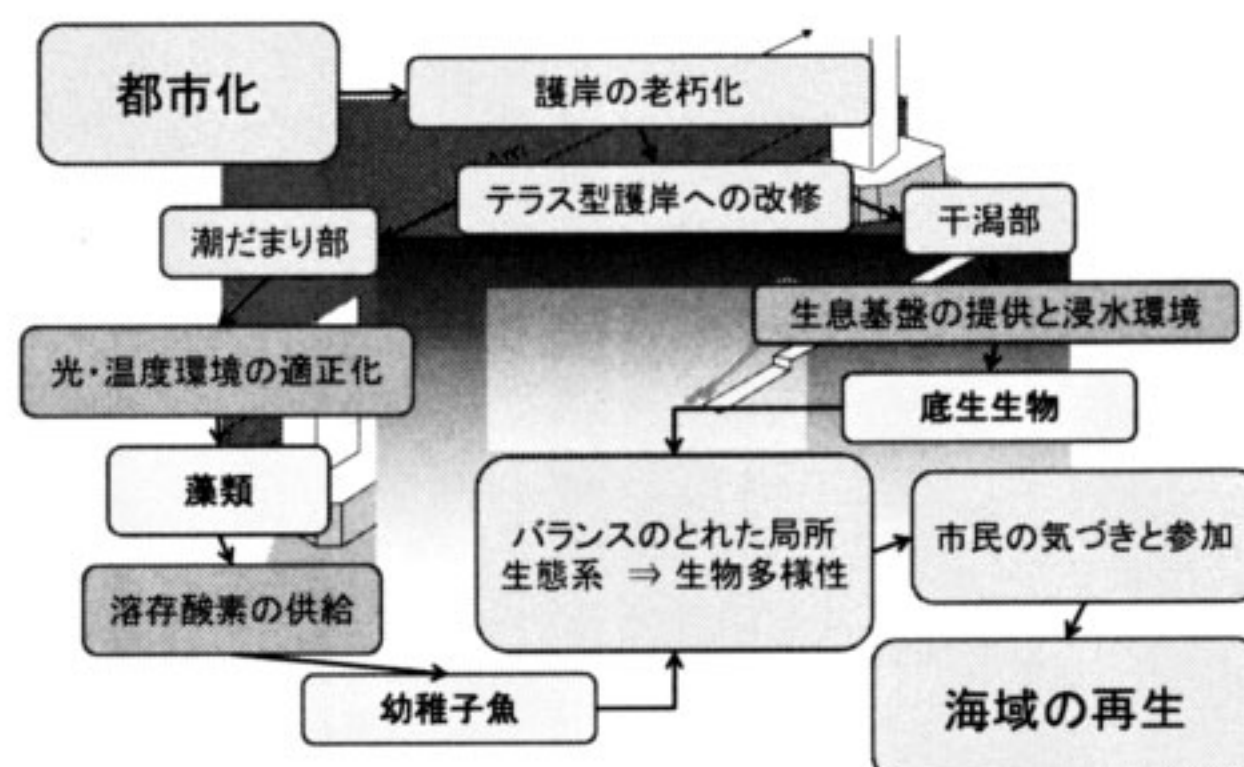 都市化
護岸の老朽化
テラス型護岸への改修
潮だまり部
干潟部
生息基盤の提供と浸水環境
光・温度環境の適正化
底生生物
藻類
バランスのとれた局所
生態系 ⇒ 生物多様性
市民の気づきと参加
溶存酸素の供給
幼稚子魚
海域の再生